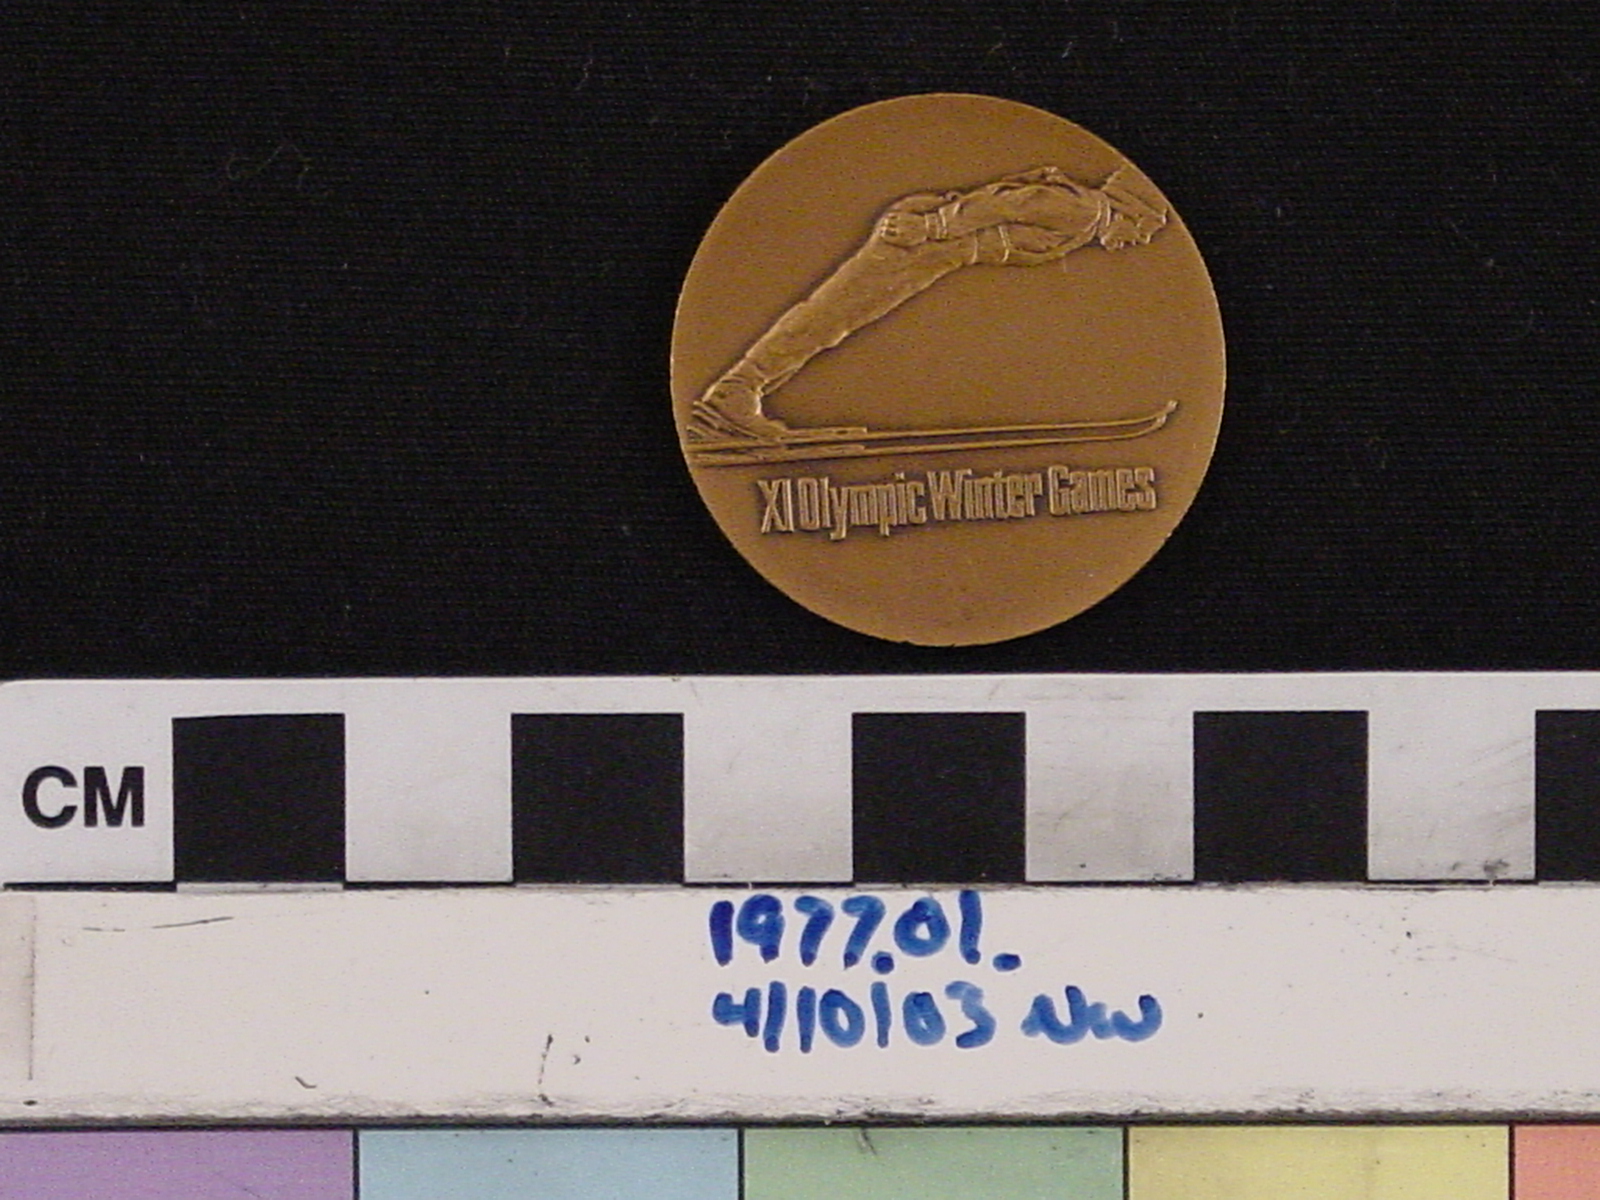 XI Olympic Winter Games
CM
1977.01.
4/10/03 NW